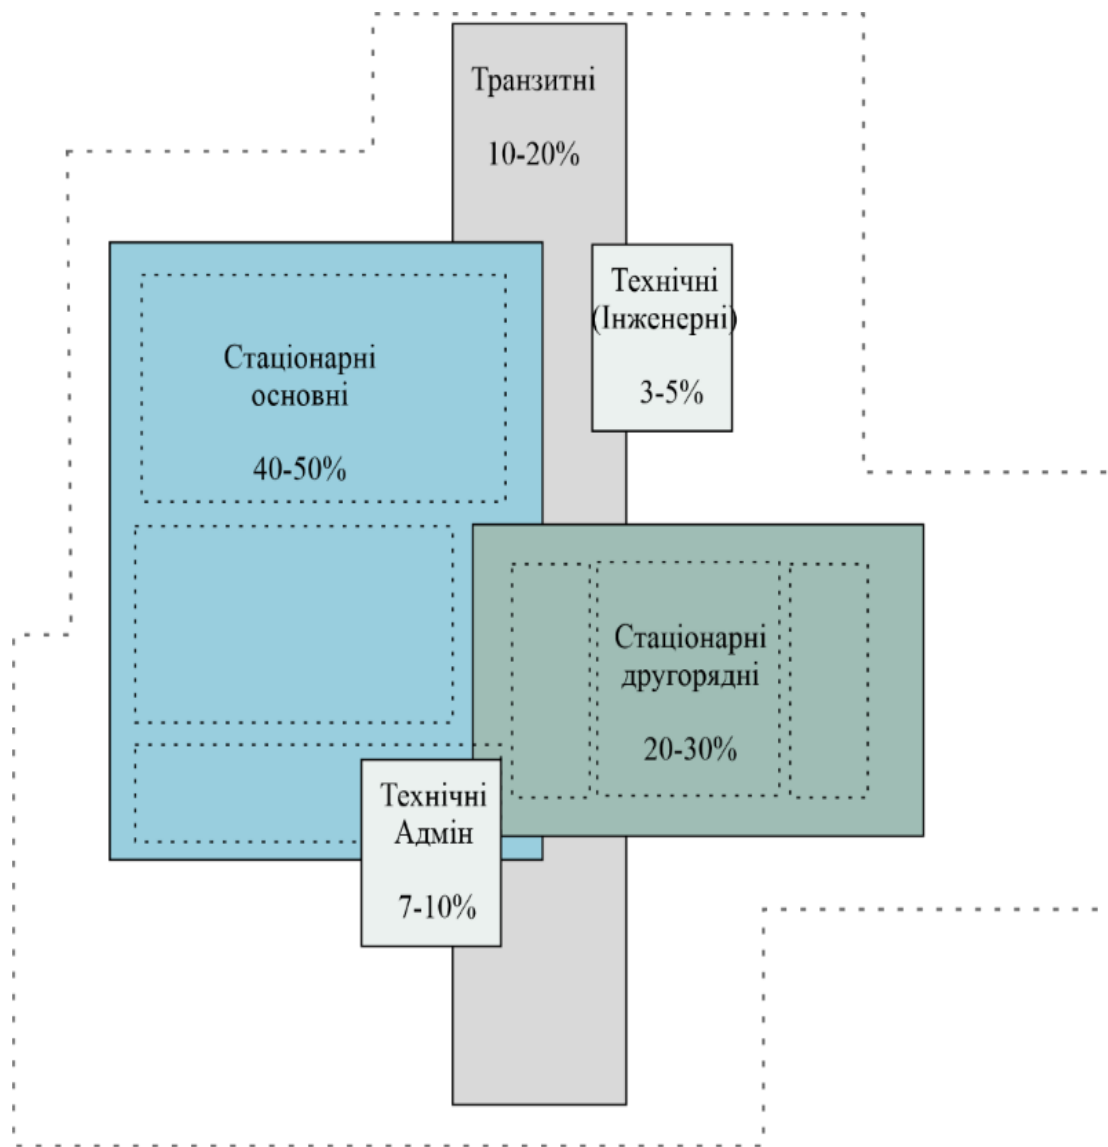 Транзитні
10-20%
Технічні
(Інженерні)
3-5%
Стаціонарні
основні
40-50%
Стаціонарні
другорядні
20-30%
Технічні
Адмін
7-10%